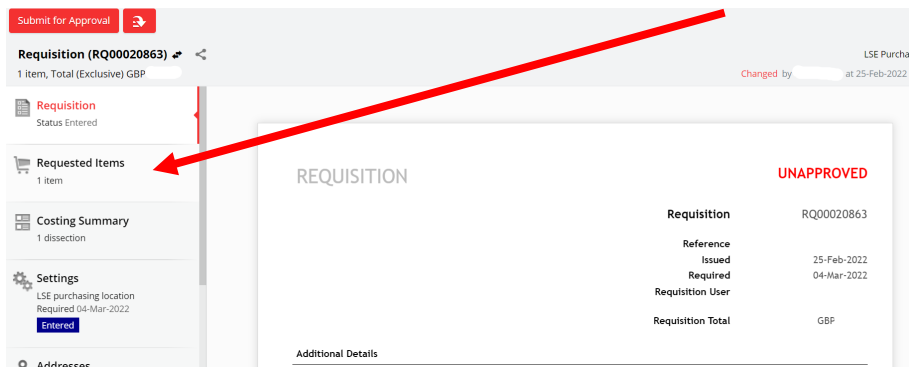 Submit for Approval
Requisition (RQ00020863)
LSE Purcha
1 item, Total (Exclusive) GBP
Changed by at 25-Feb-2022
Requisition
Status Entered
Requested Items
1 item
Costing Summary
1 dissection
Settings
LSE purchasing location
Required 04-Mar-2022
Entered
Addresses
REQUISITION
UNAPPROVED
Requisition RQ00020863
Reference
Issued 25-Feb-2022
Required 04-Mar-2022
Requisition User
Requisition Total GBP
Additional Details